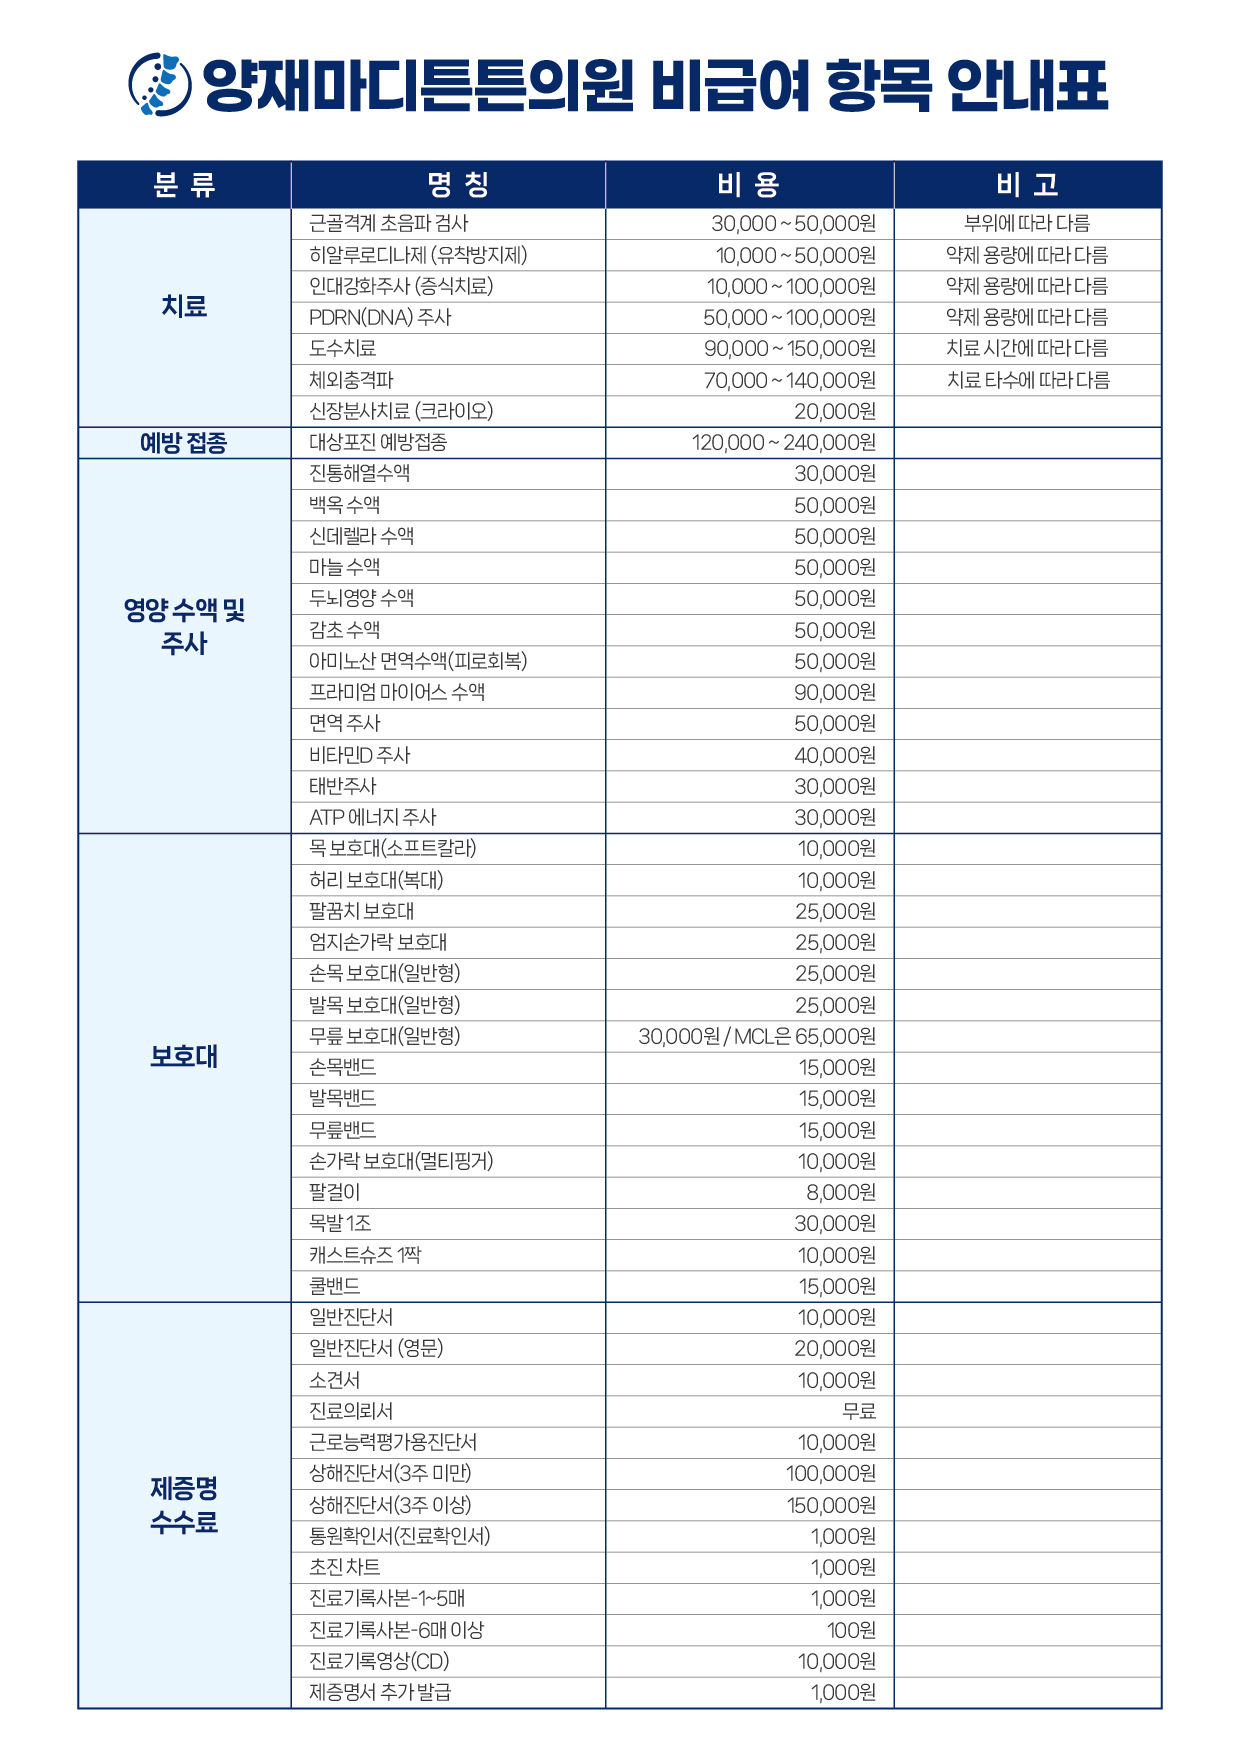 양재마디튼튼의원 비급여 항목 안내표
분 류 명 칭 비 용 비 고
치료
근골격계 초음파 검사 30,000 ~ 50,000원 부위에 따라 다름
히알루로디나제 (유착방지제) 10,000 ~ 50,000원 약제 용량에 따라 다름
인대강화주사 (증식치료) 10,000 ~ 100,000원 약제 용량에 따라 다름
PDRN(DNA) 주사 50,000 ~ 100,000원 약제 용량에 따라 다름
도수치료 90,000 ~ 150,000원 치료 시간에 따라 다름
체외충격파 70,000 ~ 140,000원 치료 타수에 따라 다름
신장분사치료 (크라이오) 20,000원
예방 접종 대상포진 예방접종 120,000 ~ 240,000원
영양 수액 및
주사
진통해열수액 30,000원
백옥 수액 50,000원
신데렐라 수액 50,000원
마늘 수액 50,000원
두뇌영양 수액 50,000원
감초 수액 50,000원
아미노산 면역수액(피로회복) 50,000원
프라미엄 마이어스 수액 90,000원
면역 주사 50,000원
비타민D 주사 40,000원
태반주사 30,000원
ATP 에너지 주사 30,000원
보호대
목 보호대(소프트칼라) 10,000원
허리 보호대(복대) 10,000원
팔꿈치 보호대 25,000원
엄지손가락 보호대 25,000원
손목 보호대(일반형) 25,000원
발목 보호대(일반형) 25,000원
무릎 보호대(일반형) 30,000원 / MCL은 65,000원
손목밴드 15,000원
발목밴드 15,000원
무릎밴드 15,000원
손가락 보호대(멀티핑거) 10,000원
팔걸이 8,000원
목발 1조 30,000원
캐스트슈즈 1짝 10,000원
쿨밴드 15,000원
제증명
수수료
일반진단서 10,000원
일반진단서 (영문) 20,000원
소견서 10,000원
진료의뢰서 무료
근로능력평가용진단서 10,000원
상해진단서(3주 미만) 100,000원
상해진단서(3주 이상) 150,000원
통원확인서(진료확인서) 1,000원
초진 차트 1,000원
진료기록사본-1~5매 1,000원
진료기록사본-6매 이상 100원
진료기록영상(CD) 10,000원
제증명서 추가 발급 1,000원